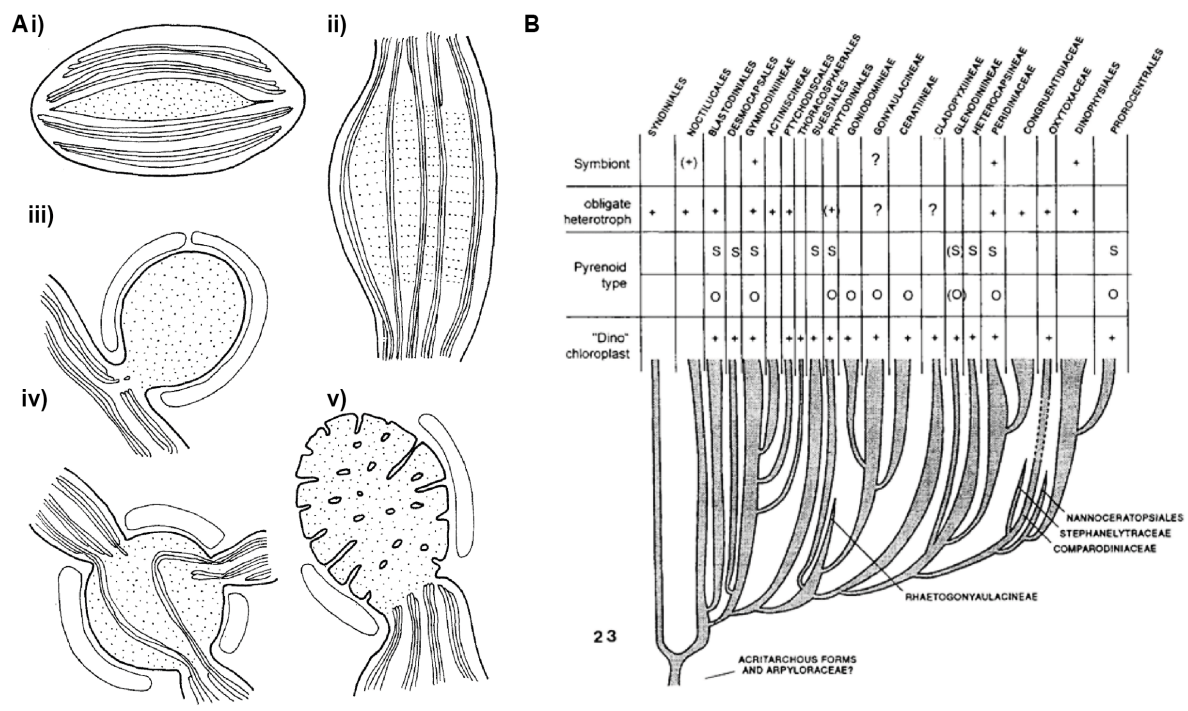 A i)
ii)
iii)
iv)
v)
B
SYNDINIALES
NOCTILUCALES
BLASTODINIALES
DESMOCAPSALES
GYMNODINIINEAE
ACTINISCINEAE
PTYCHODISCALES
THORACOSPHAERALES
SUESSIALES
PHYTODINIALES
GONIODOMINEAE
GONYAULACINEAE
CERATIINEAE
CLADOPYXIINEAE
GLENODINIINEAE
HETEROCAPSINEAE
PERIDINIACEAE
CONGRUENTIDIACEAE
OXYTOXACEAE
DINOPHYSIALES
PROROCENTRALES
Symbiont (+) + ? + +
obligate
heterotroph + + + + + + (+) ? ? + + + +
Pyrenoid
type
S S S S S (S) S S S
O O O O O O (O) O O
"Dino"
chloroplast + + + + + + + + + + + + + + + +
NANNOCERATOPSIALES
STEPHANELYTRACEAE
COMPARODINIACEAE
RHAETOGONYAULACINEAE
23
ACRITARCHOUS FORMS
AND ARPYLORACEAE?